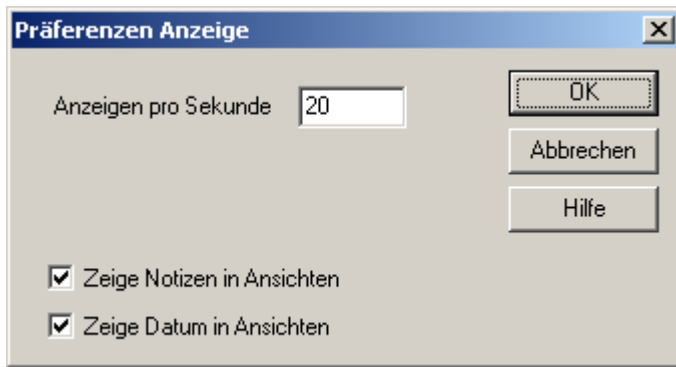 Präferenzen Anzeige
Anzeigen pro Sekunde 20
OK
Abbrechen
Hilfe
Zeige Notizen in Ansichten
Zeige Datum in Ansichten